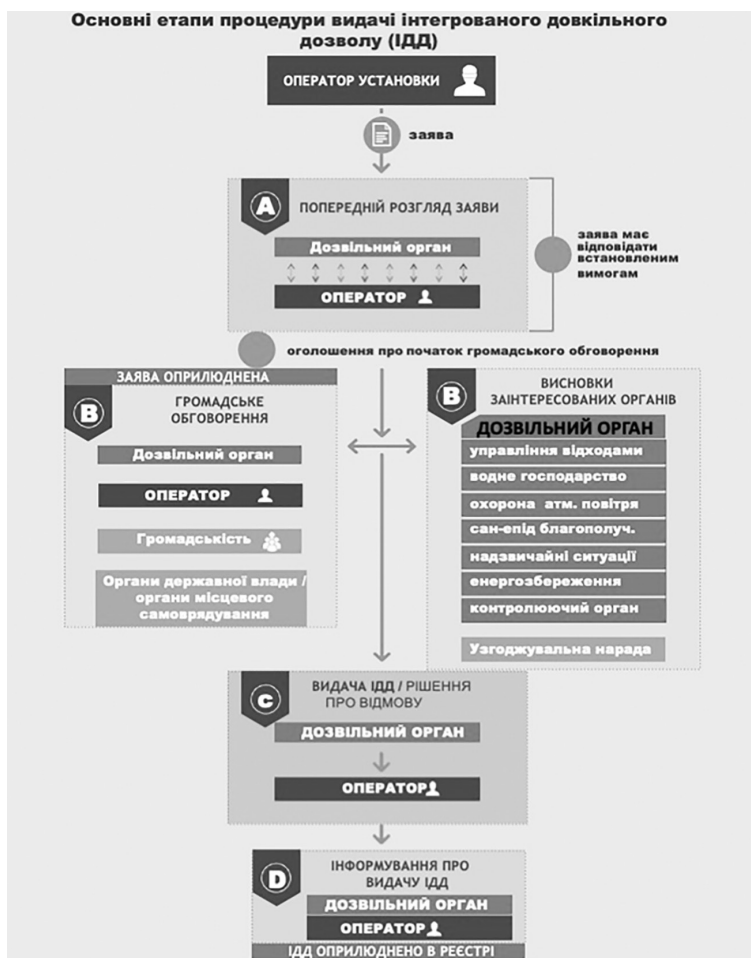 Основні етапи процедури видачі інтегрованого довкільного
дозволу (ІДД)
ОПЕРАТОР УСТАНОВКИ
заява
A
ПОПЕРЕДНІЙ РОЗГЛЯД ЗАЯВИ
Дозвільний орган
ОПЕРАТОР
заява має
відповідати
встановленим
вимогам
оголошення про початок громадського обговорення
ЗАЯВА ОПРИЛЮДНЕНА
B
ГРОМАДСЬКЕ
ОБГОВОРЕННЯ
Дозвільний орган
ОПЕРАТОР
Громадськість
Органи державної влади /
органи місцевого
самоврядування
B
ВИСНОВКИ
ЗАІНТЕРЕСОВАНИХ ОРГАНІВ
ДОЗВІЛЬНИЙ ОРГАН
управління відходами
водне господарство
охорона атм. повітря
сан-епід благополуч.
надзвичайні ситуації
енергозбереження
контролюючий орган
Узгоджувальна нарада
C
ВИДАЧА ІДД / РІШЕННЯ
ПРО ВІДМОВУ
ДОЗВІЛЬНИЙ ОРГАН
ОПЕРАТОР
D
ІНФОРМУВАННЯ ПРО
ВИДАЧУ ІДД
ДОЗВІЛЬНИЙ ОРГАН
ОПЕРАТОР
ІДД ОПРИЛЮДНЕНО В РЕЄСТРІ